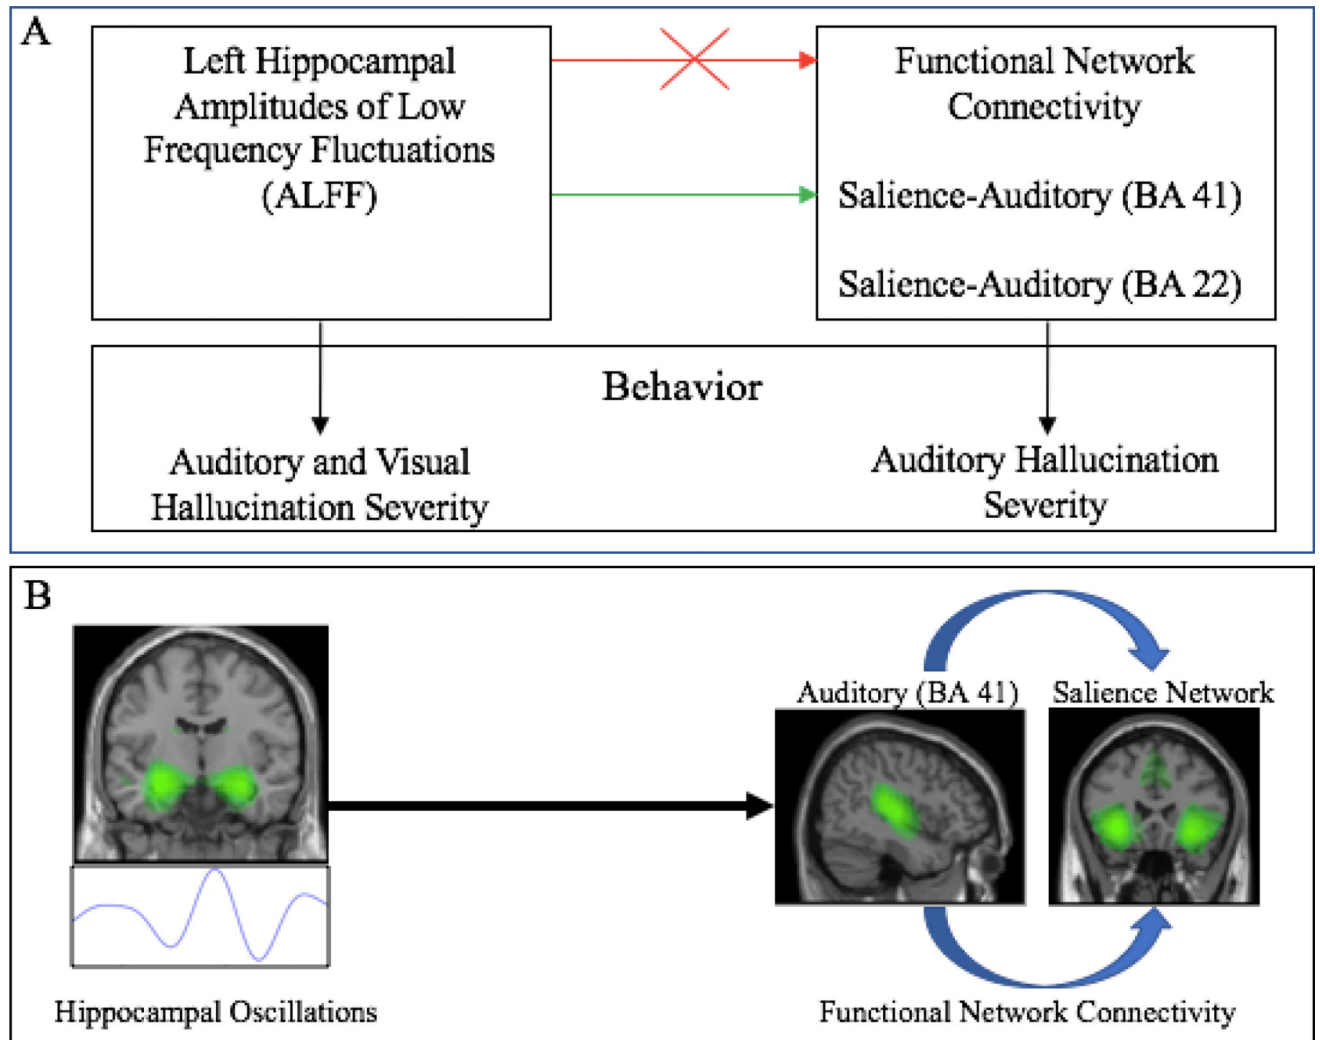 A
Left Hippocampal
Amplitudes of Low
Frequency Fluctuations
(ALFF)
Functional Network
Connectivity
Salience-Auditory (BA 41)
Salience-Auditory (BA 22)
Behavior
Auditory and Visual
Hallucination Severity
Auditory Hallucination
Severity
B
Auditory (BA 41)
Salience Network
Hippocampal Oscillations
Functional Network Connectivity